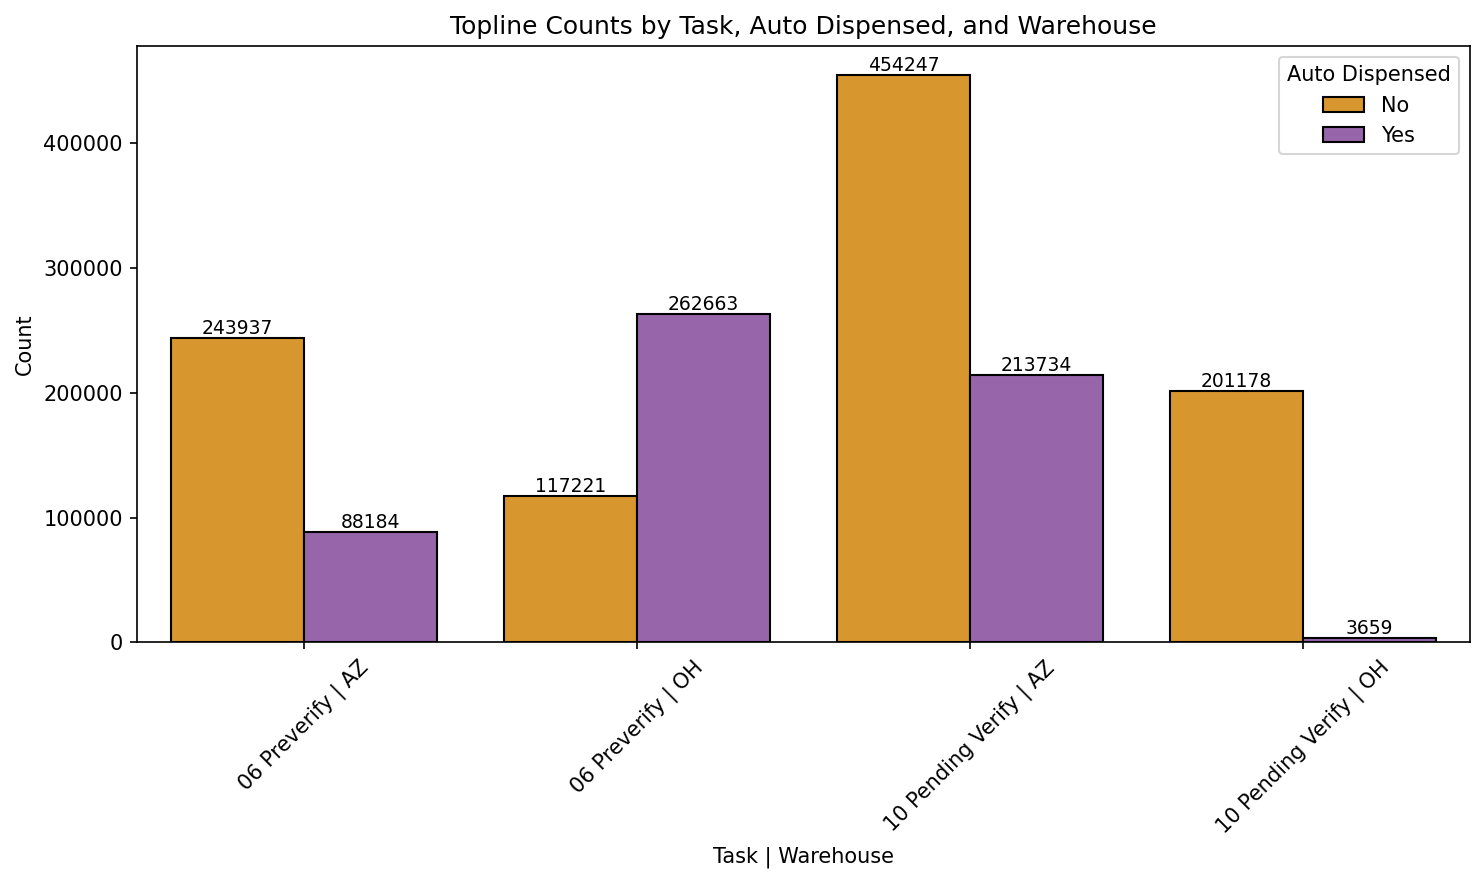 Topline Counts by Task, Auto Dispensed, and Warehouse
Auto Dispensed
No
Yes
Count
400000
300000
200000
100000
0
243937
88184
117221
262663
454247
213734
201178
3659
06 Preverify | AZ
06 Preverify | OH
10 Pending Verify | AZ
10 Pending Verify | OH
Task | Warehouse